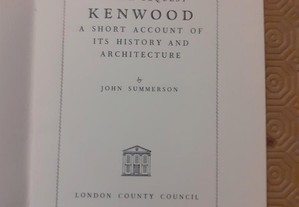 KENWOOD
A SHORT ACCOUNT OF
ITS HISTORY AND
ARCHITECTURE
by
JOHN SUMMERSON
LONDON COUNTY COUNCIL